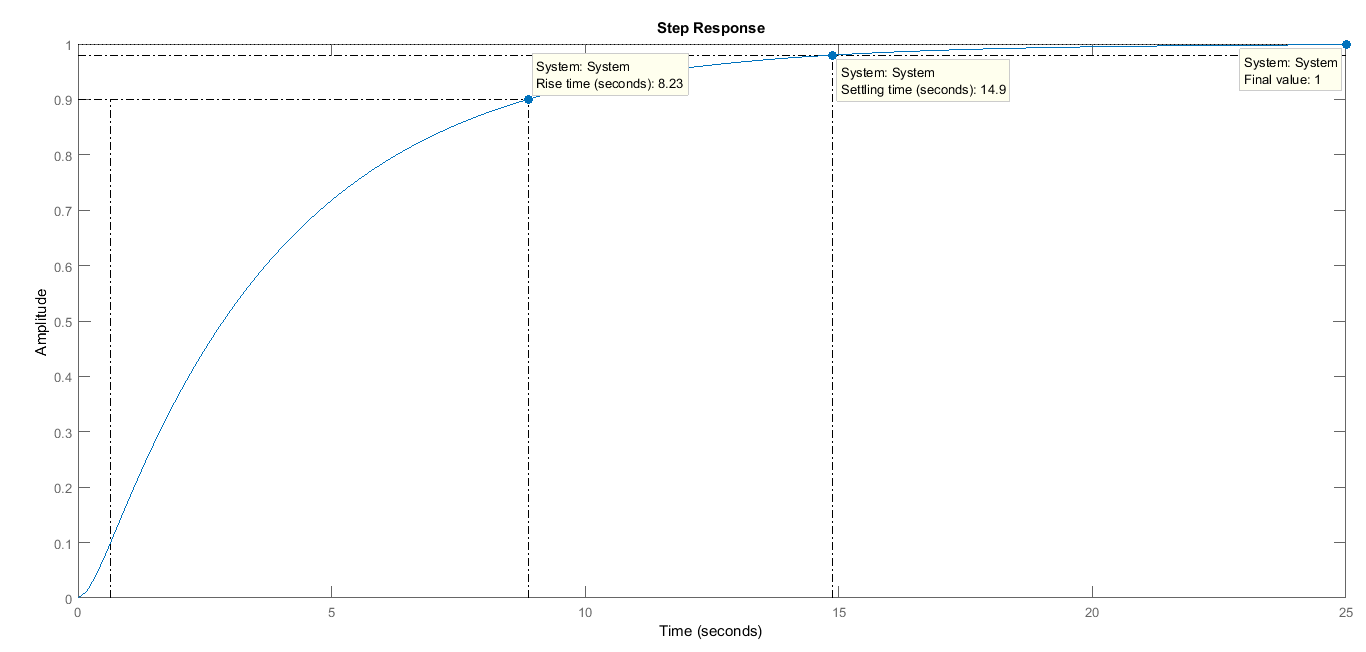 Step Response
System: System
Rise time (seconds): 8.23
System: System
Settling time (seconds): 14.9
System: System
Final value: 1
Amplitude
1
0.9
0.8
0.7
0.6
0.5
0.4
0.3
0.2
0.1
0
0
5
10
15
20
25
Time (seconds)